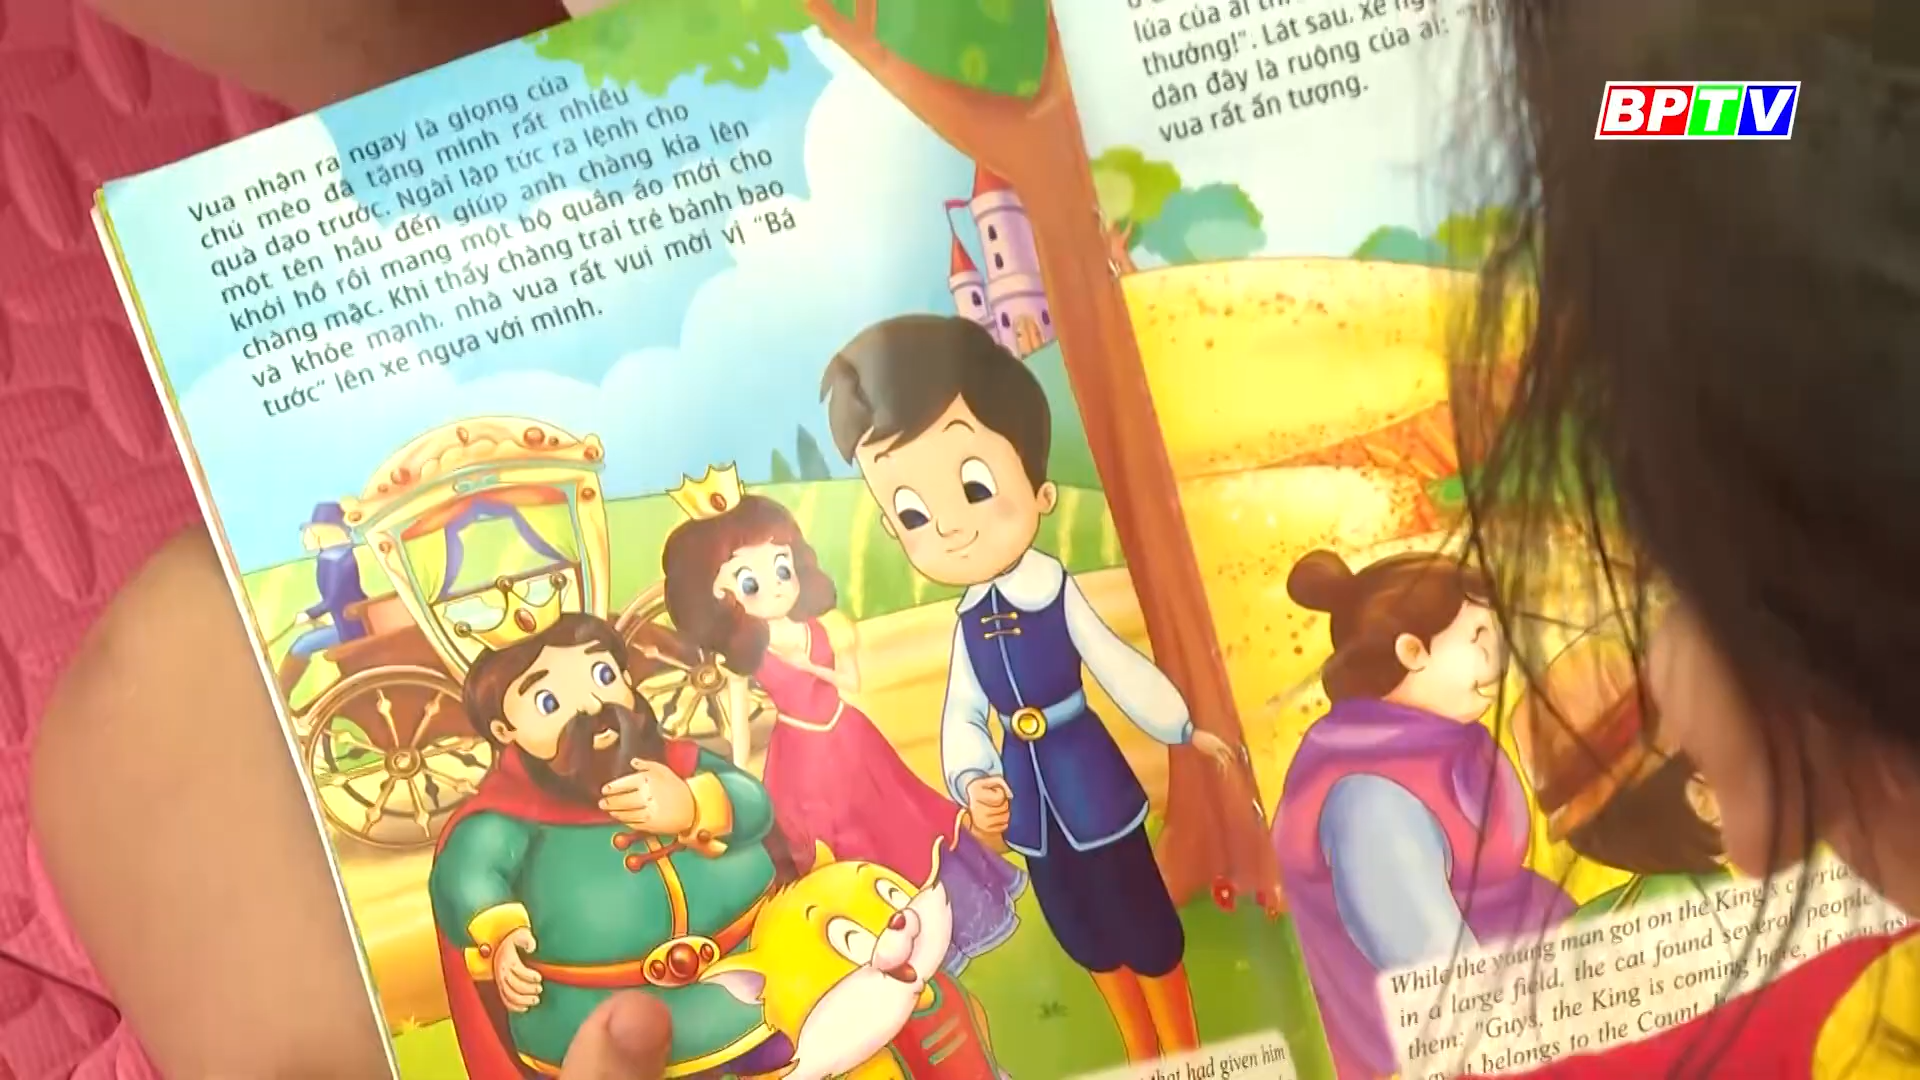 Vua nhận ra ngay là giọng của
chú mèo đã tặng mình rất nhiều
quà dạo trước. Ngài lập tức ra lệnh cho
một tên hầu đến giúp anh chàng kia lên
khỏi hồ rồi mang một bộ quần áo mới cho
chàng mặc. Khi thấy chàng trai trẻ bảnh bao
và khỏe mạnh, nhà vua rất vui mời vị "Bá
tước" lên xe ngựa với mình.
lúa của ai
thưởng!". Lát sau, xe
dân đây là ruộng của ai:
vua rất ấn tượng.
BPTV
While the young man got on the King's
in a large field, the cat found several people
them: "Guys, the King is coming here, if you
belongs to the Count
that had given him